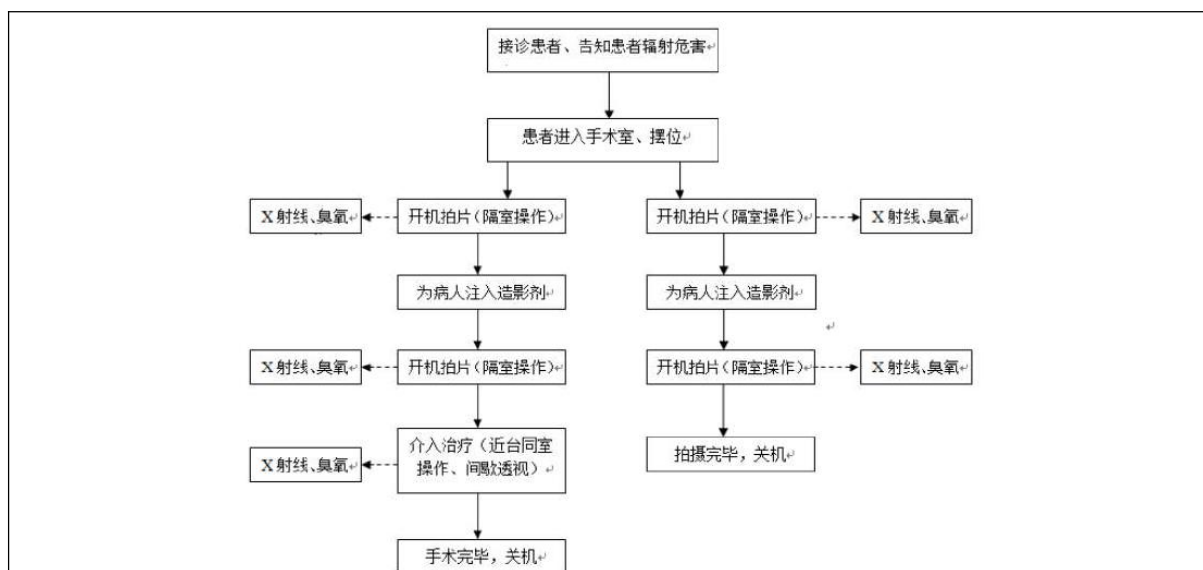 接诊患者、告知患者辐射危害
患者进入手术室、摆位
X 射线、臭氧
开机拍片（隔室操作）
开机拍片（隔室操作）
X 射线、臭氧
为病人注入造影剂
为病人注入造影剂
X 射线、臭氧
开机拍片（隔室操作）
开机拍片（隔室操作）
X 射线、臭氧
X 射线、臭氧
介入治疗（近台同室
操作、间歇透视）
拍摄完毕，关机
手术完毕，关机